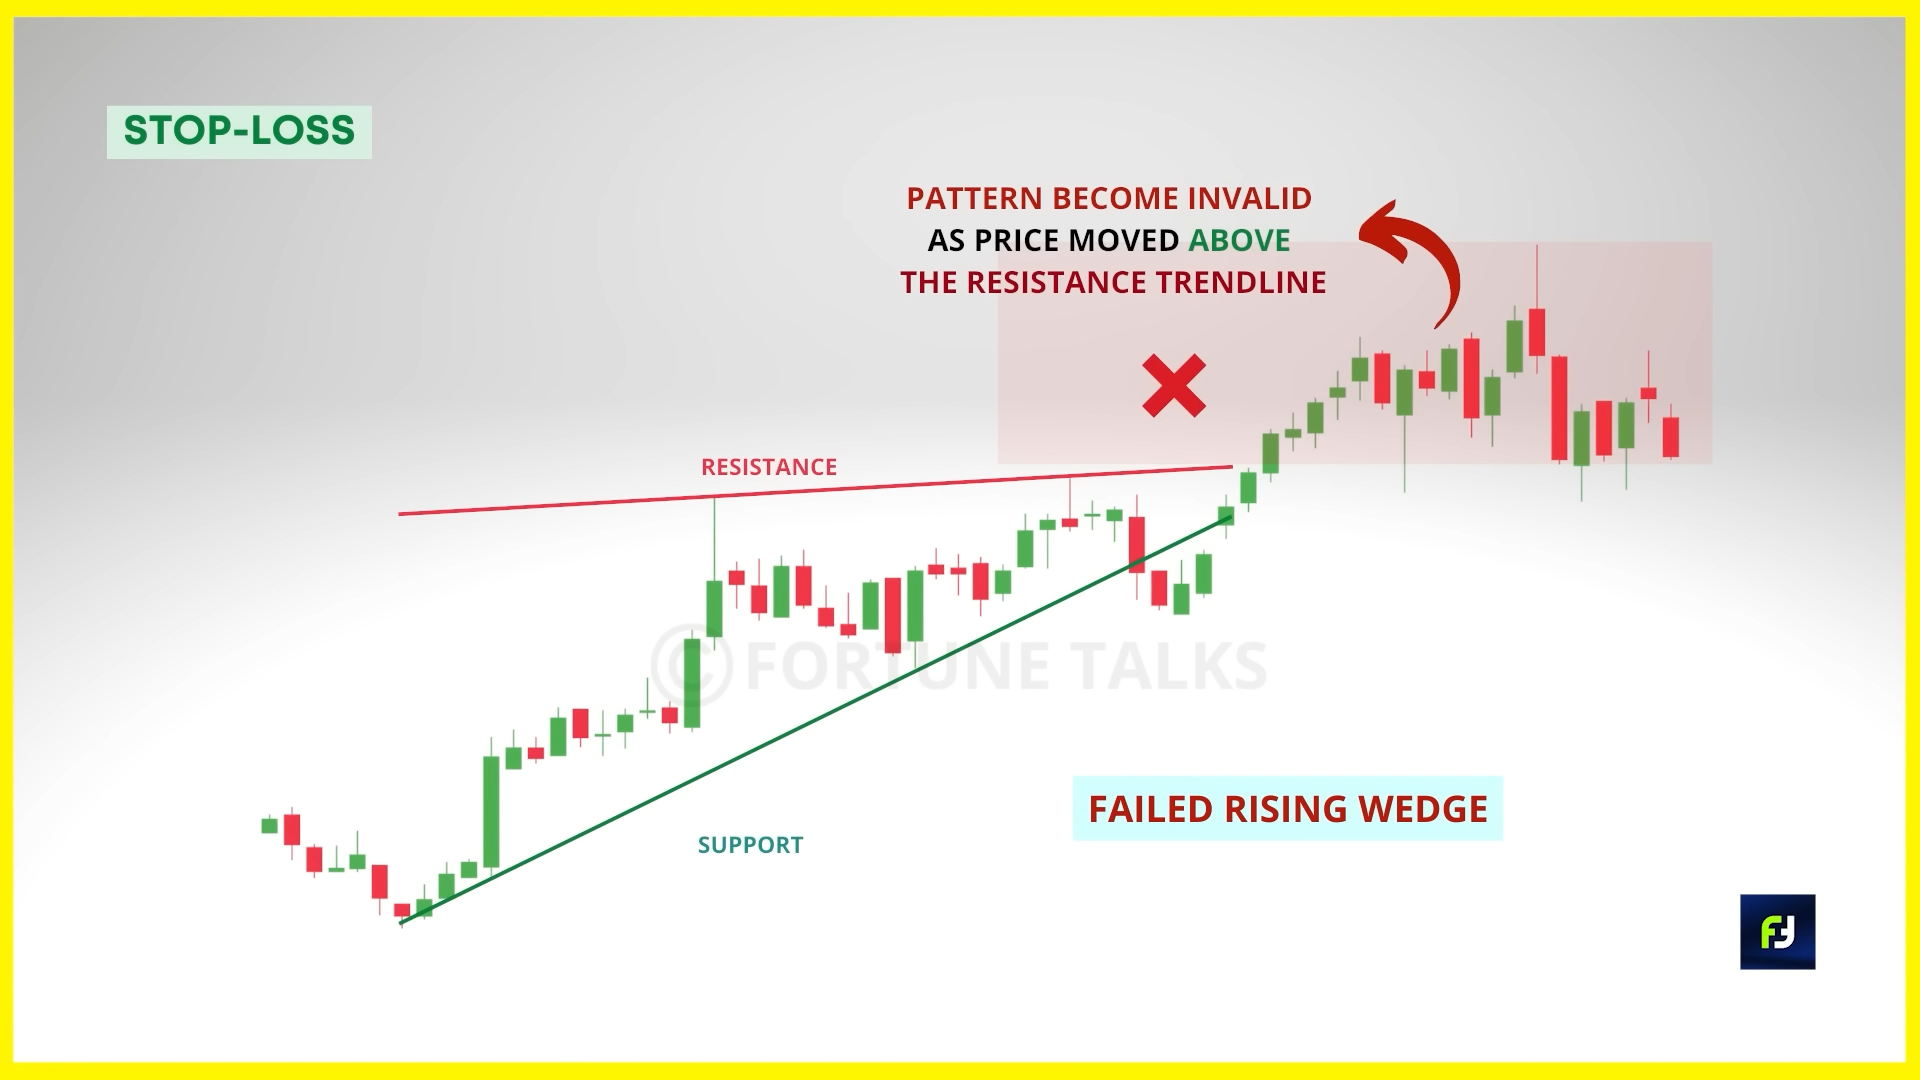 STOP-LOSS
PATTERN BECOME INVALID
AS PRICE MOVED ABOVE
THE RESISTANCE TRENDLINE
RESISTANCE
© FORTUNE TALKS
SUPPORT
FAILED RISING WEDGE